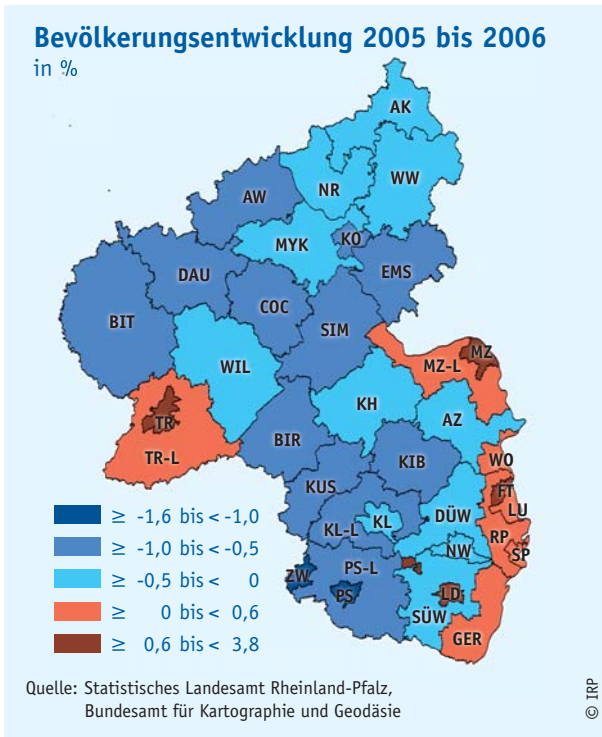 Bevölkerungsentwicklung 2005 bis 2006
in %
AK
NR
WW
AW
MYK
KO
EMS
DAU
COC
BIT
SIM
WIL
MZ
MZ-L
KH
AZ
TR
TR-L
BIR
KIB
WO
KUS
FT
LU
KL-L
KL
DÜW
RP
NW
SP
ZW
PS-L
PS
LD
SÜW
GER
≥ -1,6 bis < -1,0
≥ -1,0 bis < -0,5
≥ -0,5 bis < 0
≥ 0 bis < 0,6
≥ 0,6 bis < 3,8
Quelle: Statistisches Landesamt Rheinland-Pfalz,
Bundesamt für Kartographie und Geodäsie
© IRP